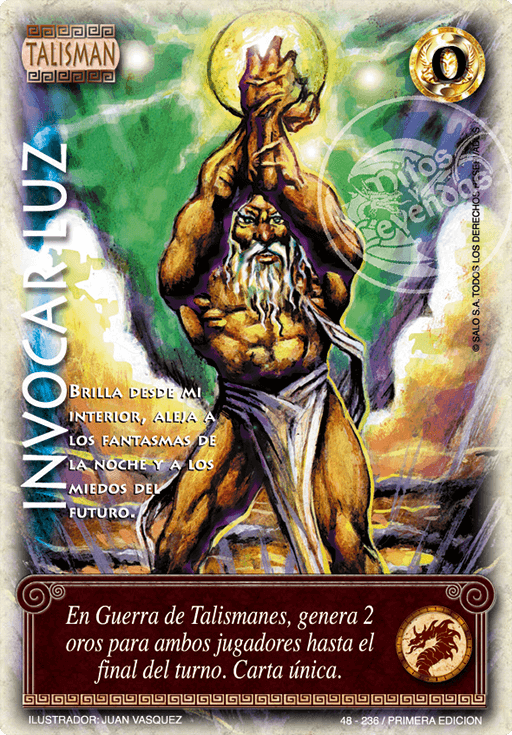 TALISMAN
0
INVOCAR LUZ
Mitos
Leyendas
© SALO S.A. TODOS LOS DERECHOS RESERVADOS
BRILLA DESDE MI
INTERIOR, ALEJA A
LOS FANTASMAS DE
LA NOCHE Y A LOS
MIEDOS DEL
FUTURO.
En Guerra de Talismanes, genera 2
oros para ambos jugadores hasta el
final del turno. Carta única.
ILUSTRADOR: JUAN VASQUEZ
48 - 236 / PRIMERA EDICION